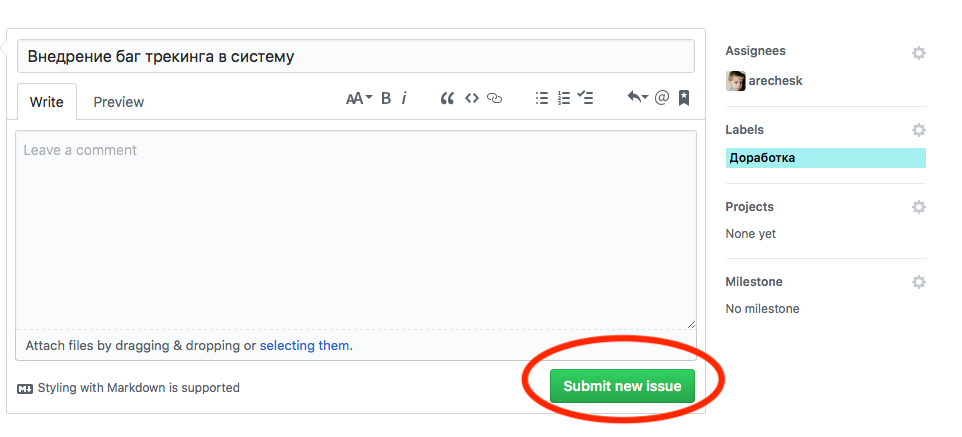 Внедрение баг трекинга в систему
Write Preview
AA B i
Leave a comment
Attach files by dragging & dropping or selecting them.
Styling with Markdown is supported
Submit new issue
Assignees
arechesk
Labels
Доработка
Projects
None yet
Milestone
No milestone